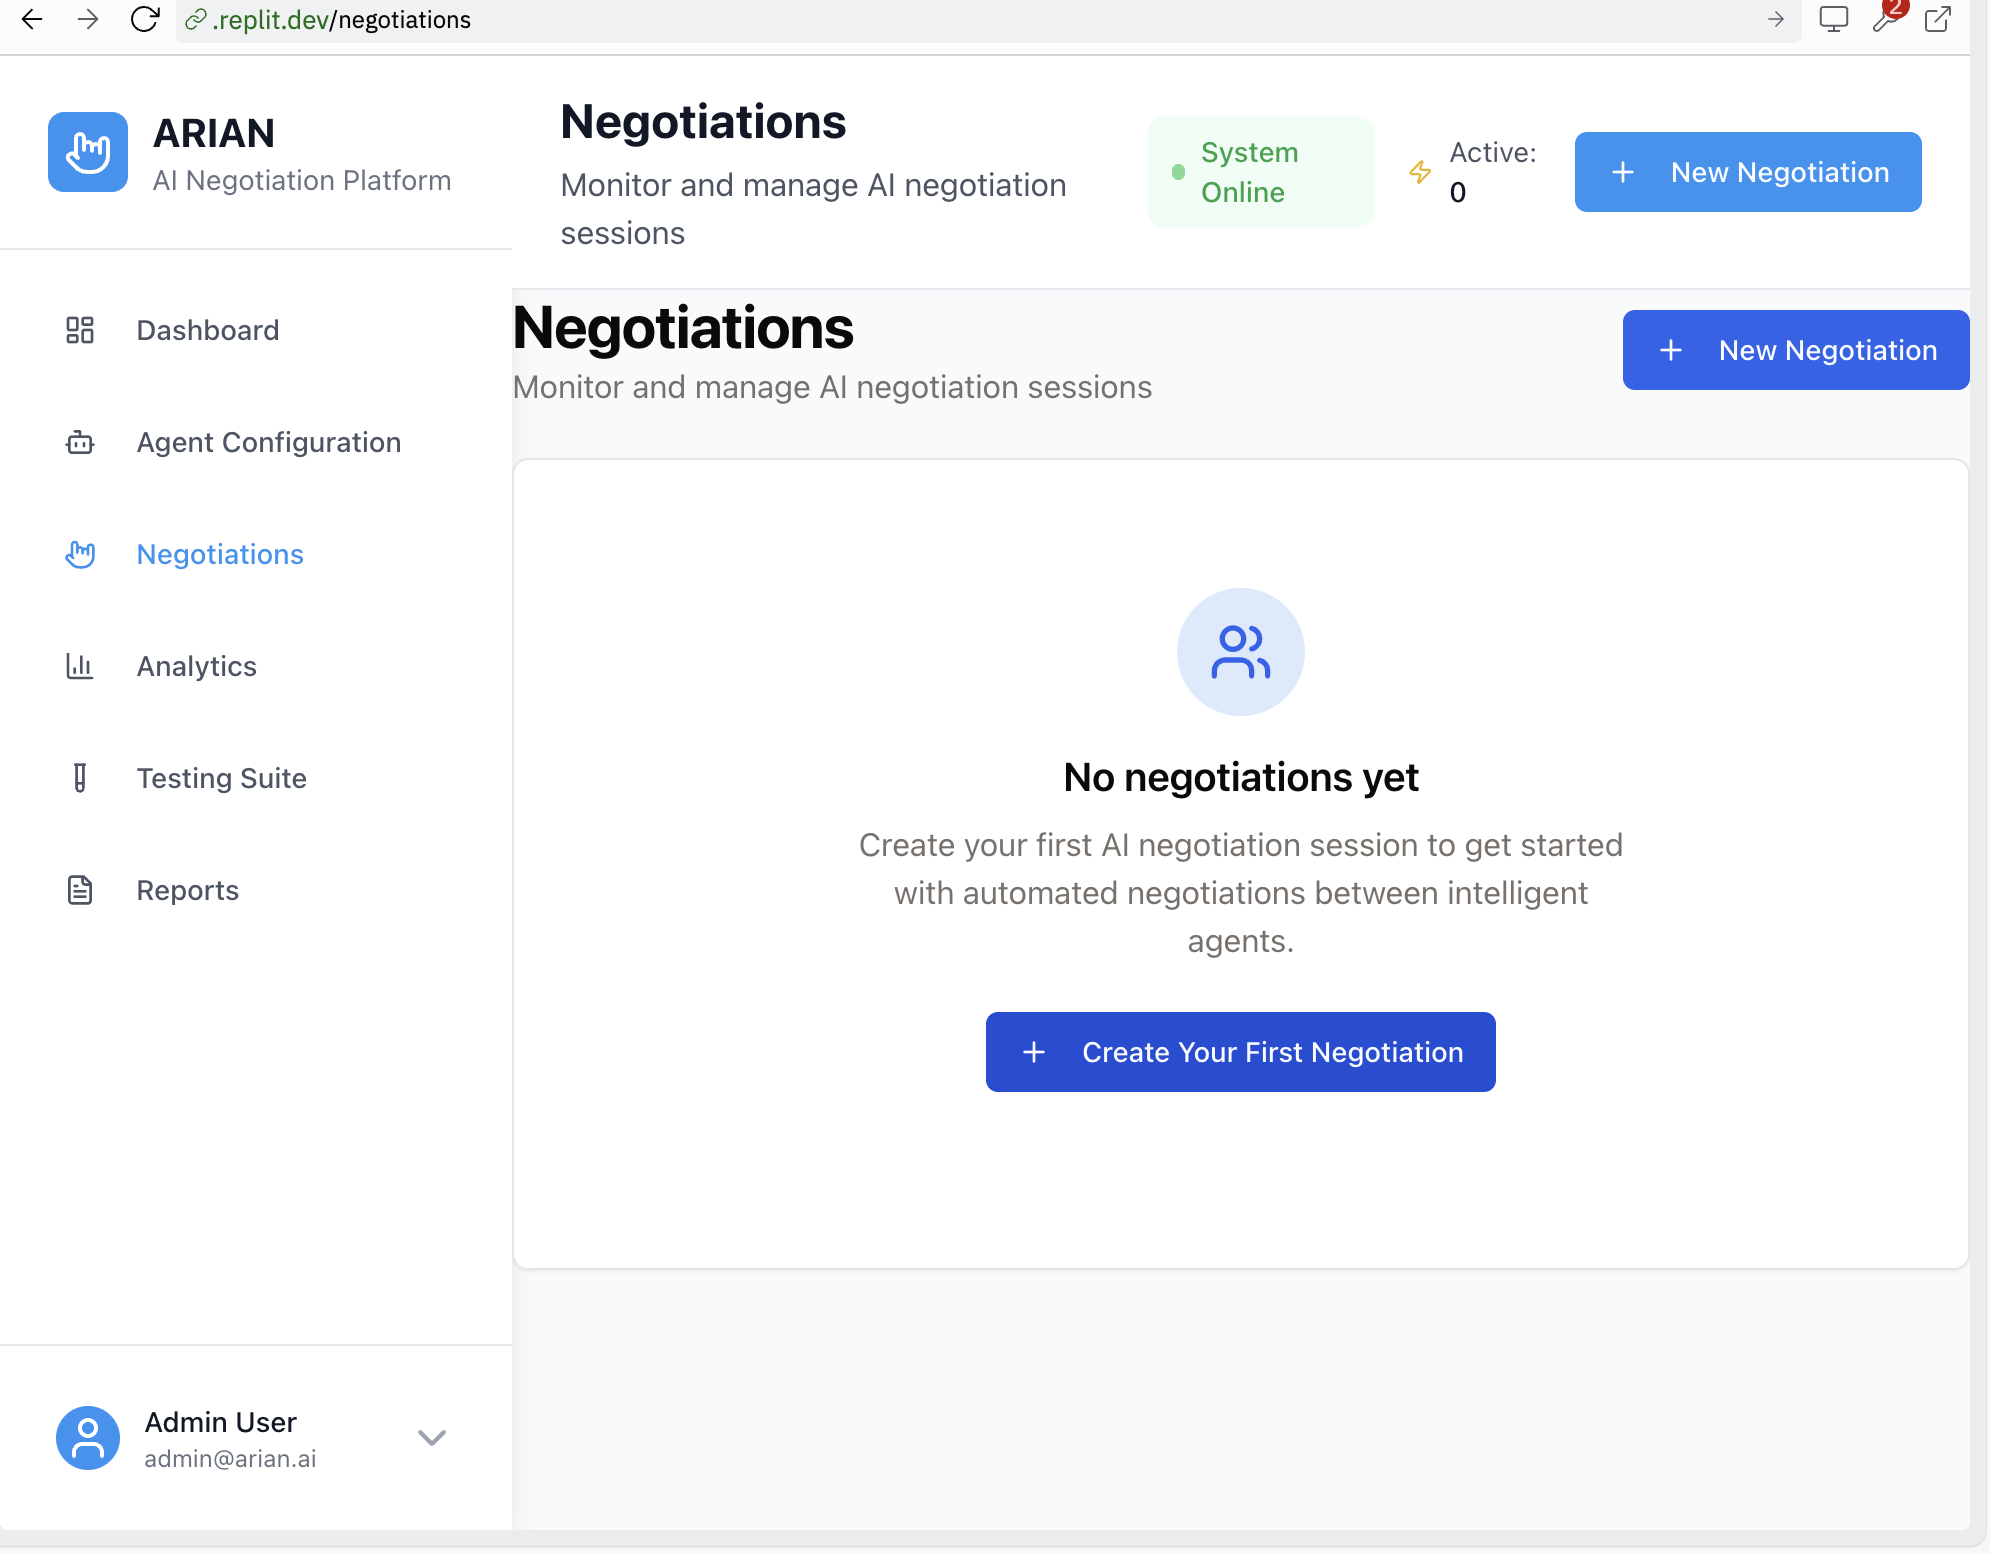 .replit.dev/negotiations
2
ARIAN
AI Negotiation Platform
Negotiations
Monitor and manage AI negotiation
sessions
System
Online
Active:
0
New Negotiation
Dashboard
Agent Configuration
Negotiations
Analytics
Testing Suite
Reports
Negotiations
Monitor and manage AI negotiation sessions
New Negotiation
No negotiations yet
Create your first AI negotiation session to get started
with automated negotiations between intelligent
agents.
Create Your First Negotiation
Admin User
admin@arian.ai